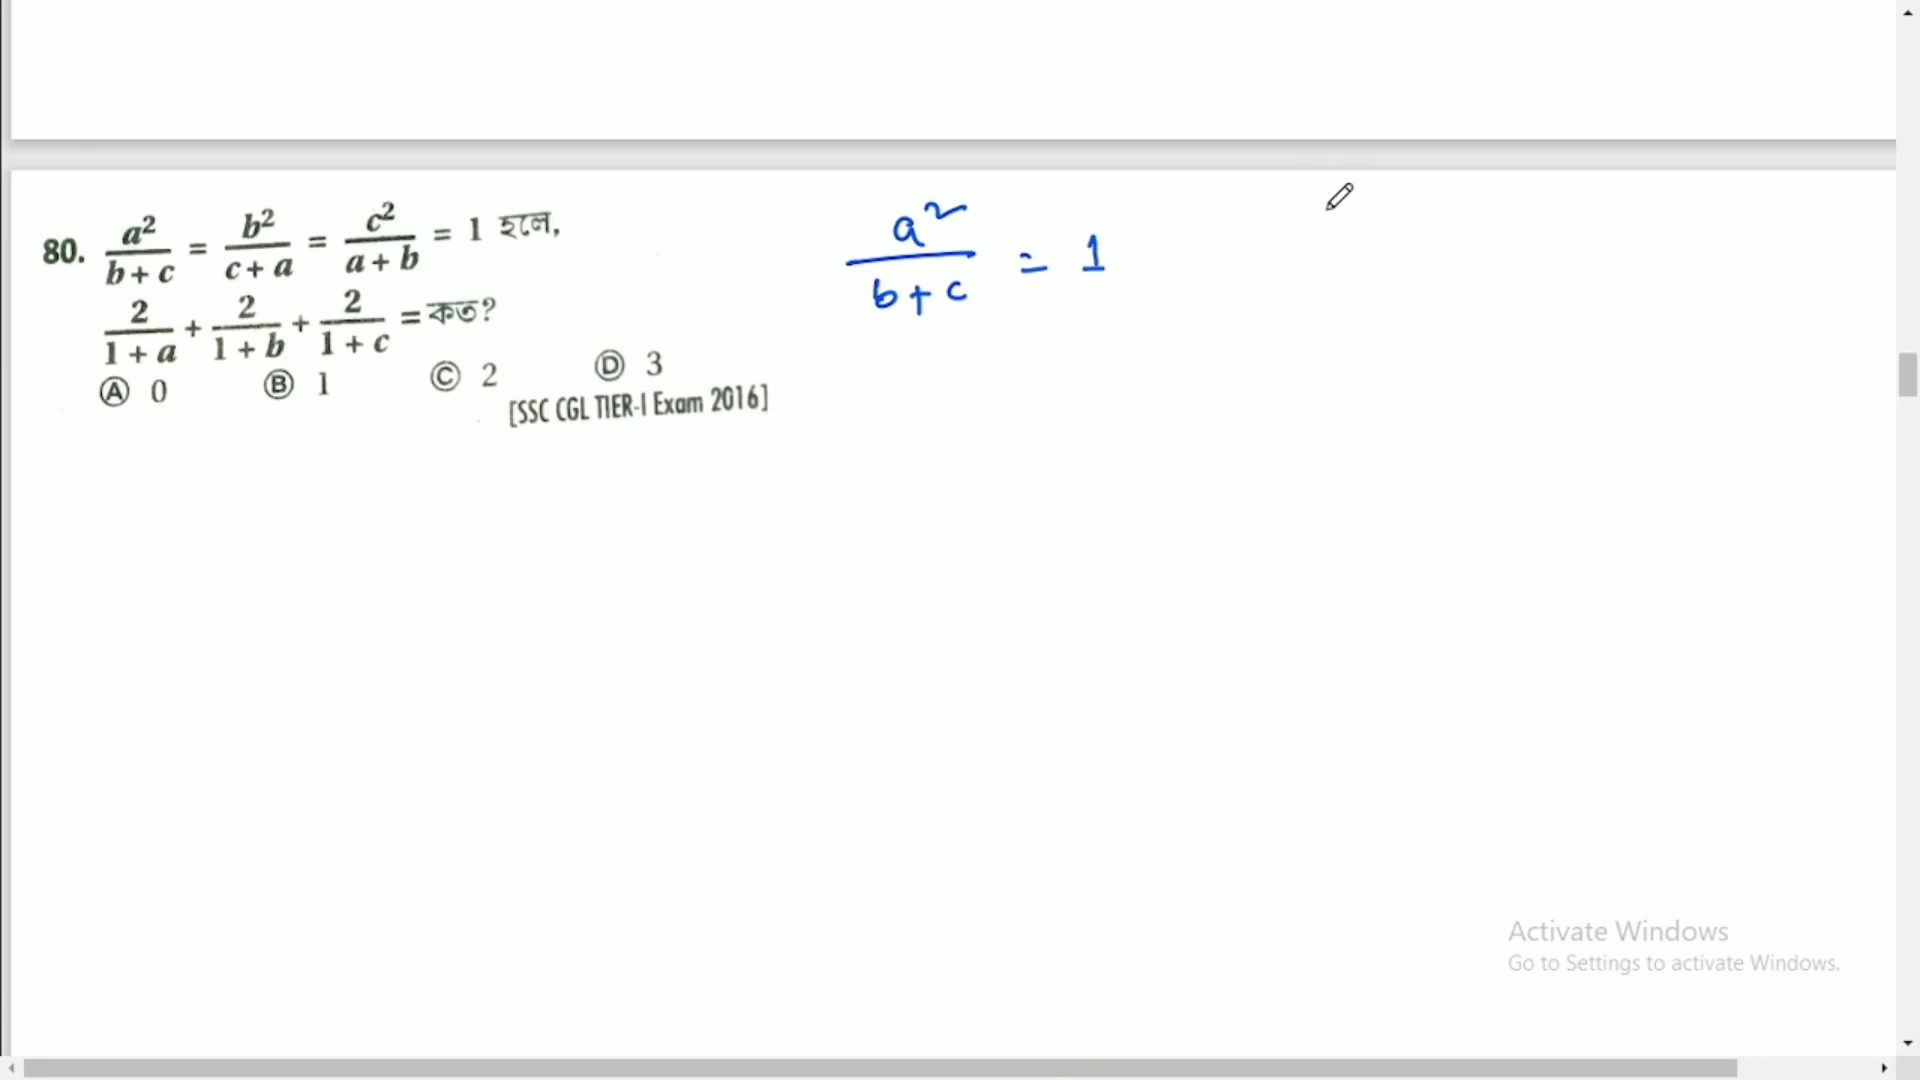 80. a²/(b+c) = b²/(c+a) = c²/(a+b) = 1 হলে,
2/(1+a) + 2/(1+b) + 2/(1+c) = কত?
Ⓐ 0 Ⓑ 1 Ⓒ 2 Ⓓ 3
[SSC CGL TIER-I Exam 2016]
a²/(b+c) = 1
Activate Windows
Go to Settings to activate Windows.